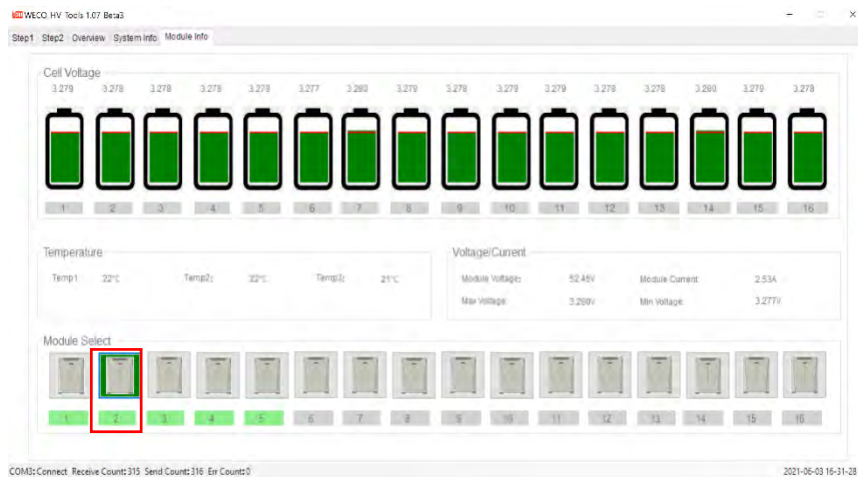 WECO HV Tools 1.07 Beta3
Step1 Step2 Overview System Info Module Info
Cell Voltage
3.279 3.278 3.278 3.278 3.278 3.277 3.280 3.279 3.278 3.278 3.278 3.278 3.278 3.280 3.279 3.278
1 2 3 4 5 6 7 8 9 10 11 12 13 14 15 16
Temperature
Temp1 22°C Temp2: 22°C Temp3: 21°C
Voltage/Current
Module Voltage: 52.45V Module Current 2.53A
Max Voltage: 3.280V Min Voltage: 3.277V
Module Select
1 2 3 4 5 6 7 8 9 10 11 12 13 14 15 16
COM3: Connect Receive Count: 315 Send Count: 316 Err Count: 0 2021-06-03 16-31-28